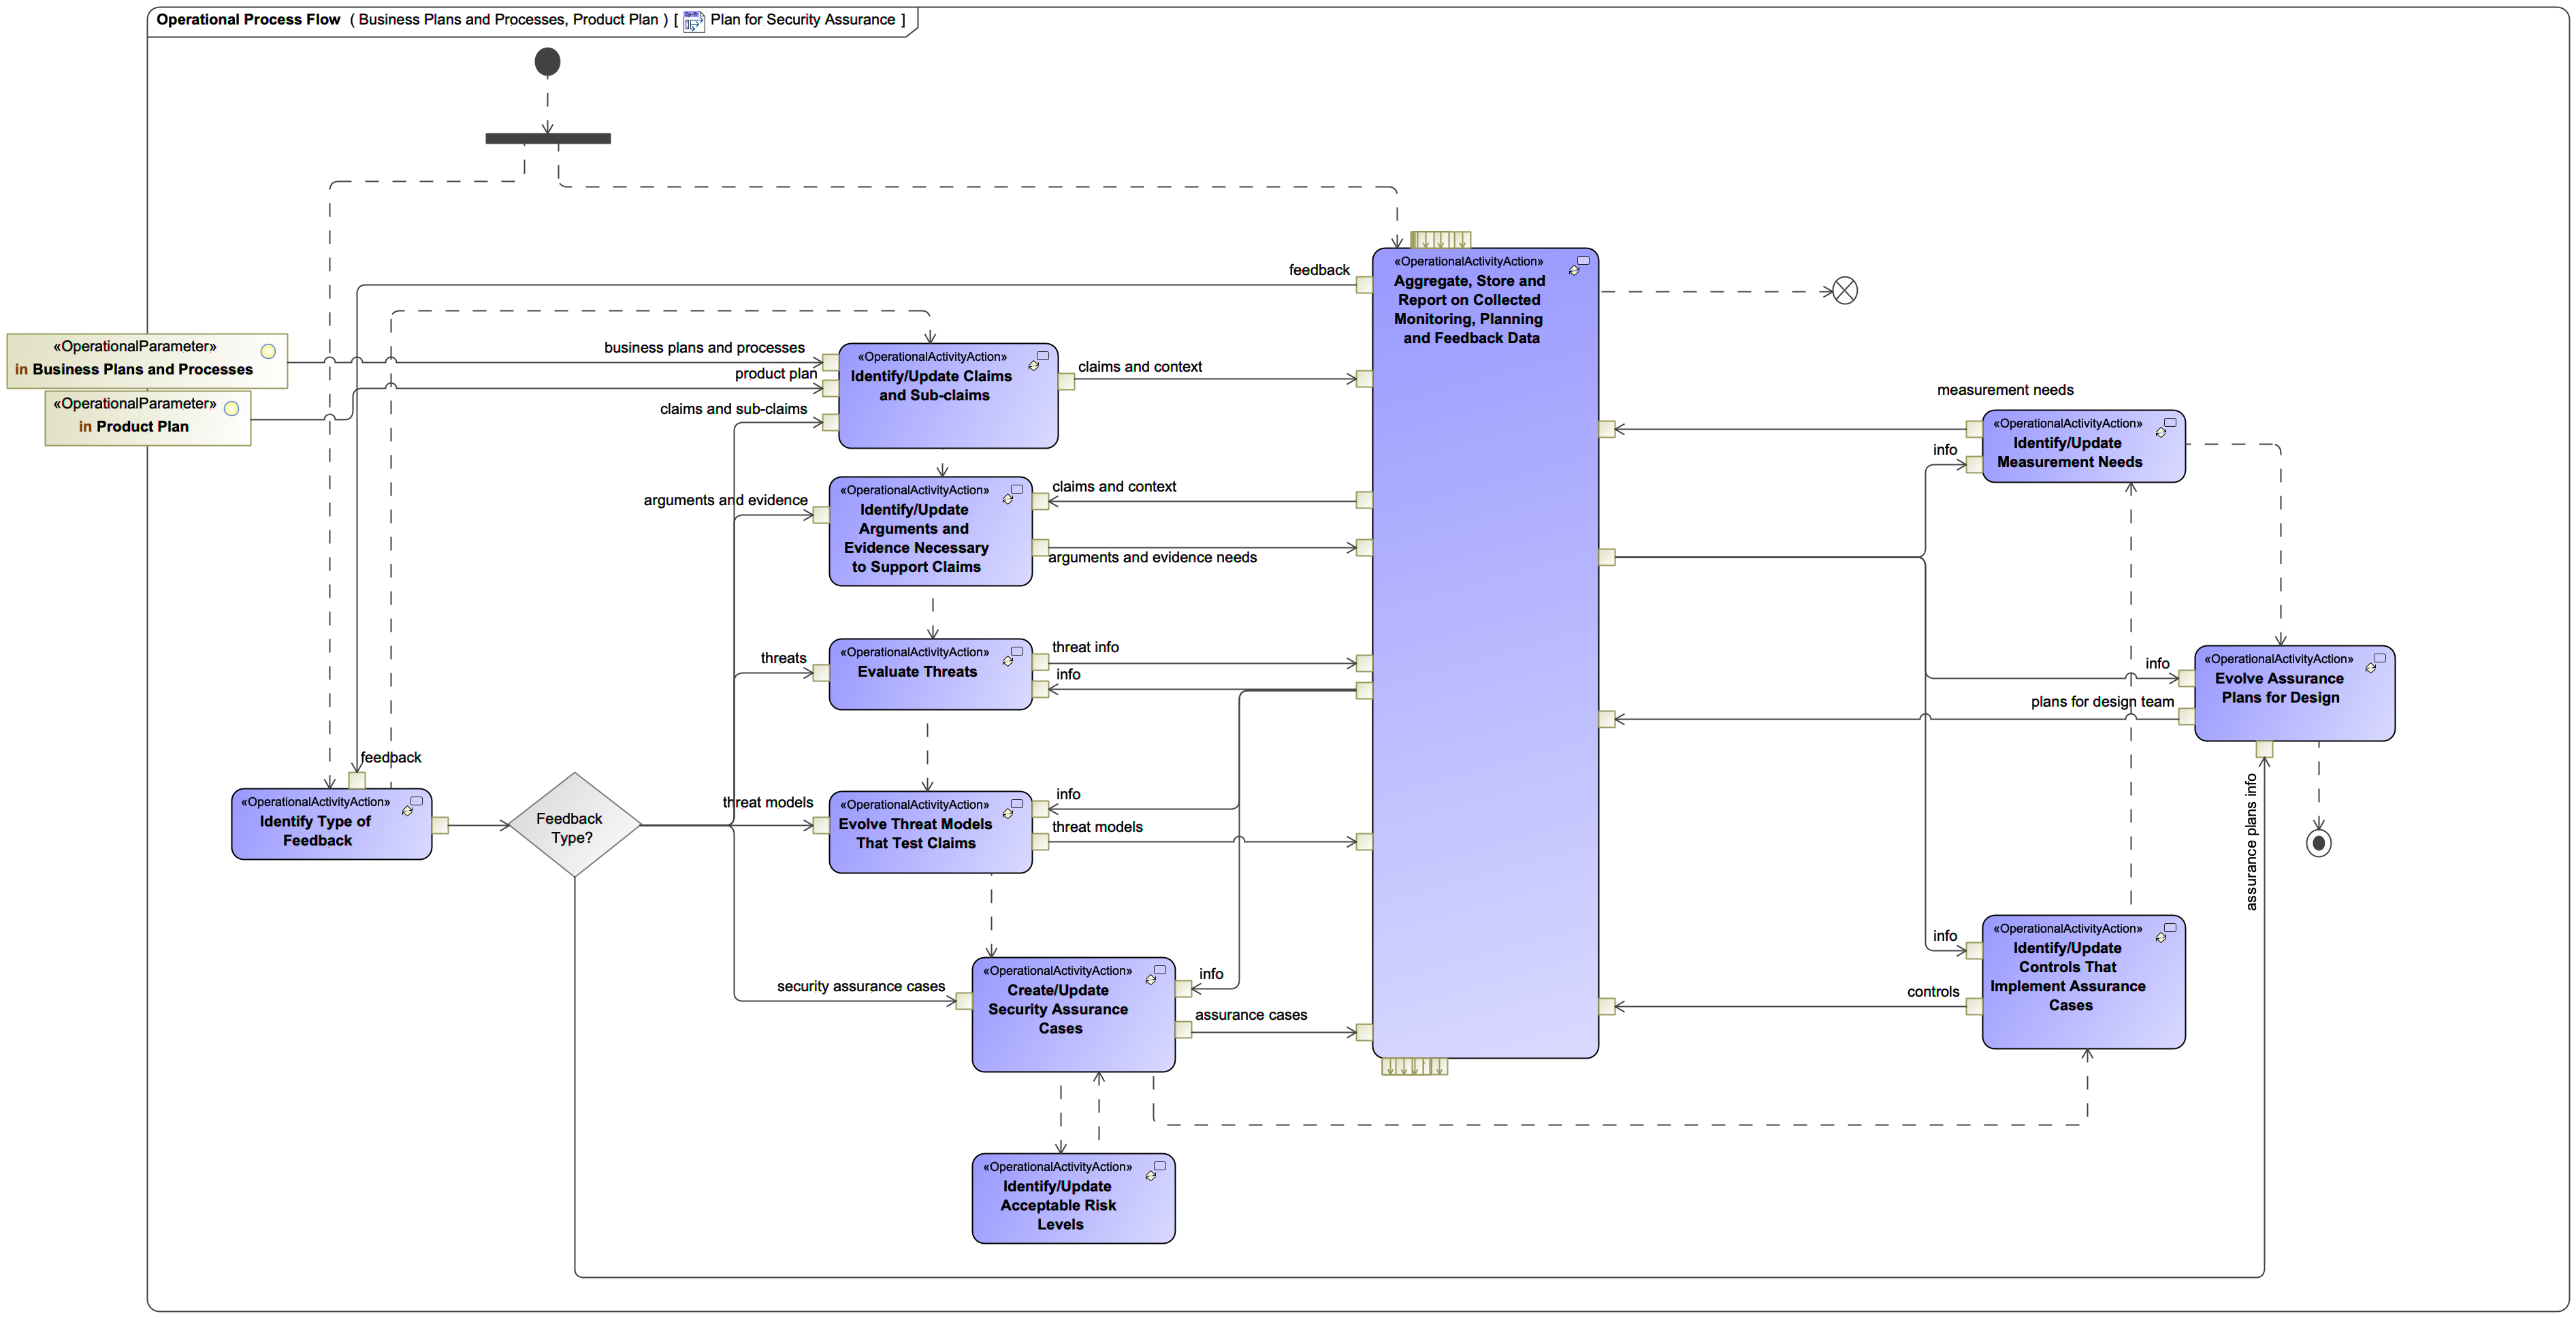 Operational Process Flow ( Business Plans and Processes, Product Plan ) [ Plan for Security Assurance ]
feedback
«OperationalActivityAction»
Aggregate, Store and
Report on Collected
Monitoring, Planning
and Feedback Data
«OperationalParameter»
in Business Plans and Processes
«OperationalParameter»
in Product Plan
business plans and processes
product plan
claims and sub-claims
«OperationalActivityAction»
Identify/Update Claims
and Sub-claims
claims and context
arguments and evidence
«OperationalActivityAction»
Identify/Update
Arguments and
Evidence Necessary
to Support Claims
claims and context
arguments and evidence needs
threats
«OperationalActivityAction»
Evaluate Threats
threat info
info
feedback
«OperationalActivityAction»
Identify Type of
Feedback
Feedback
Type?
threat models
«OperationalActivityAction»
Evolve Threat Models
That Test Claims
info
threat models
security assurance cases
«OperationalActivityAction»
Create/Update
Security Assurance
Cases
info
assurance cases
«OperationalActivityAction»
Identify/Update
Acceptable Risk
Levels
measurement needs
info
«OperationalActivityAction»
Identify/Update
Measurement Needs
info
plans for design team
«OperationalActivityAction»
Evolve Assurance
Plans for Design
assurance plans info
info
controls
«OperationalActivityAction»
Identify/Update
Controls That
Implement Assurance
Cases